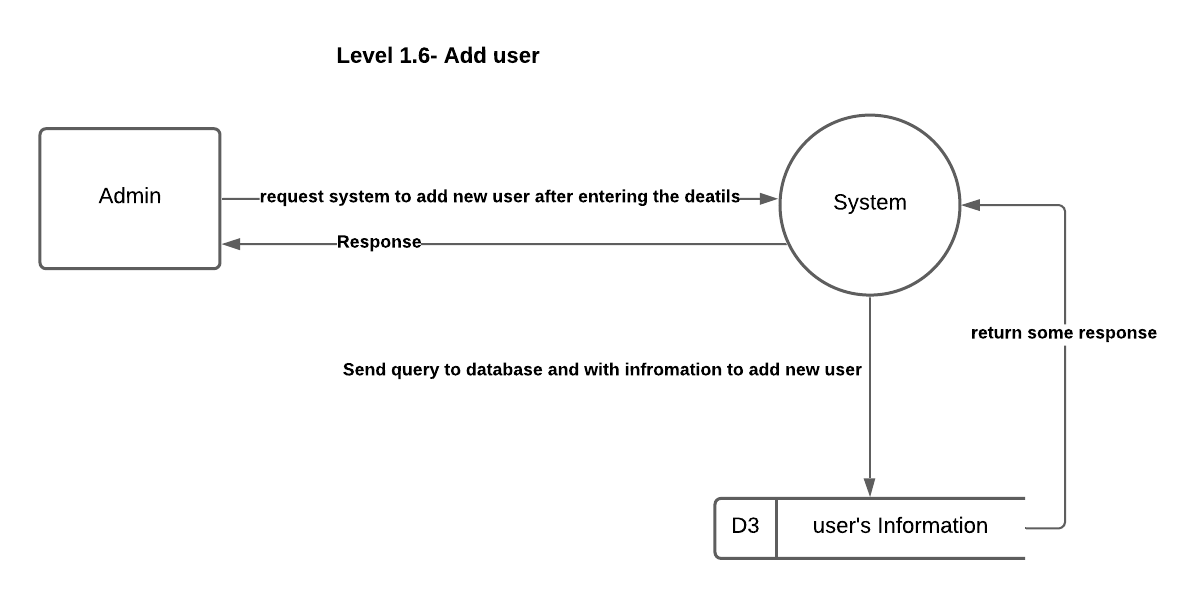 Level 1.6- Add user
Admin
request system to add new user after entering the deatils
System
Response
return some response
Send query to database and with infromation to add new user
D3
user's Information